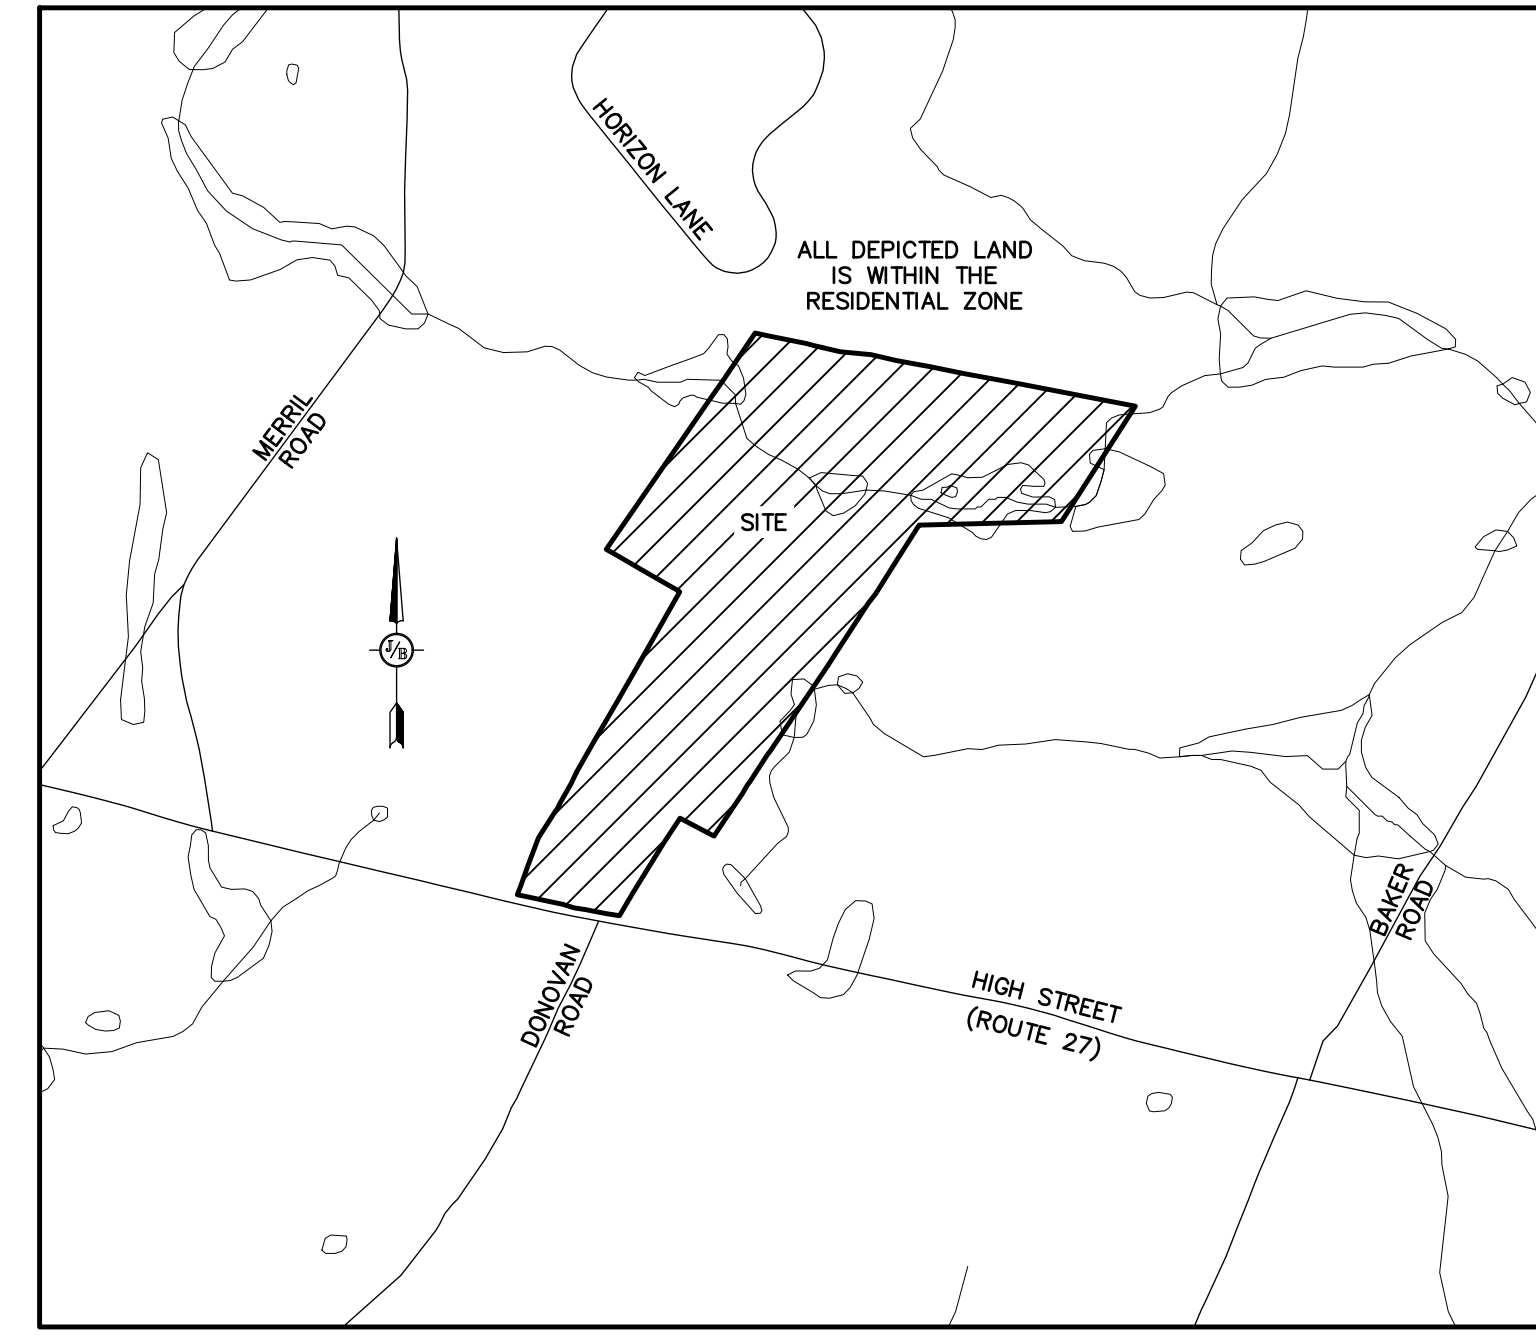 HORIZON LANE
ALL DEPICTED LAND
IS WITHIN THE
RESIDENTIAL ZONE
MERRIL
ROAD
SITE
J/B
BAKER
ROAD
DONOVAN
ROAD
HIGH STREET
(ROUTE 27)